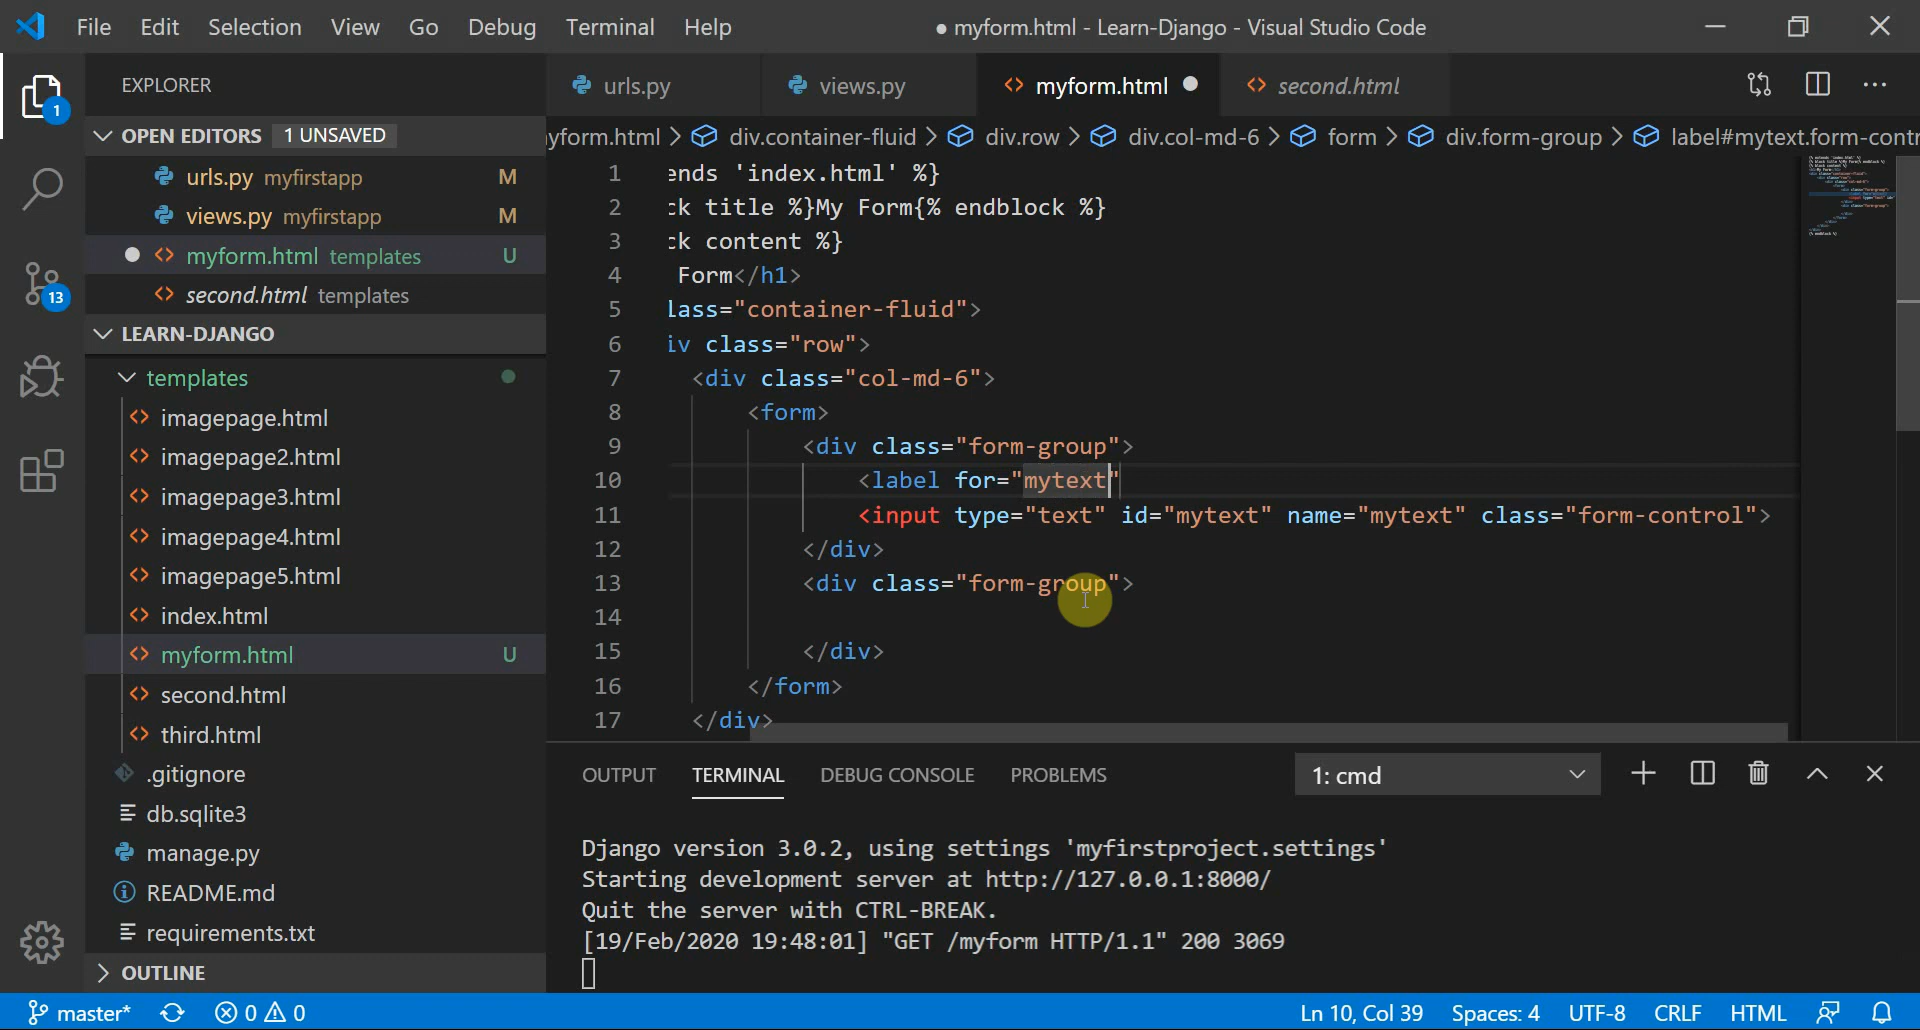 File Edit Selection View Go Debug Terminal Help
● myform.html - Learn-Django - Visual Studio Code
EXPLORER
OPEN EDITORS 1 UNSAVED
urls.py myfirstapp M
views.py myfirstapp M
myform.html templates U
second.html templates
LEARN-DJANGO
templates
imagepage.html
imagepage2.html
imagepage3.html
imagepage4.html
imagepage5.html
index.html
myform.html U
second.html
third.html
.gitignore
db.sqlite3
manage.py
README.md
requirements.txt
OUTLINE
1
13
urls.py views.py myform.html second.html
yform.html > div.container-fluid > div.row > div.col-md-6 > form > div.form-group > label#mytext.form-contr
1 ends 'index.html' %}
2 ck title %}My Form{% endblock %}
3 ck content %}
4 Form</h1>
5 lass="container-fluid">
6 iv class="row">
7 <div class="col-md-6">
8 <form>
9 <div class="form-group">
10 <label for="mytext"
11 <input type="text" id="mytext" name="mytext" class="form-control">
12 </div>
13 <div class="form-group">
14
15 </div>
16 </form>
17 </div>
OUTPUT TERMINAL DEBUG CONSOLE PROBLEMS 1: cmd
Django version 3.0.2, using settings 'myfirstproject.settings'
Starting development server at http://127.0.0.1:8000/
Quit the server with CTRL-BREAK.
[19/Feb/2020 19:48:01] "GET /myform HTTP/1.1" 200 3069
master* 0 0 Ln 10, Col 39 Spaces: 4 UTF-8 CRLF HTML